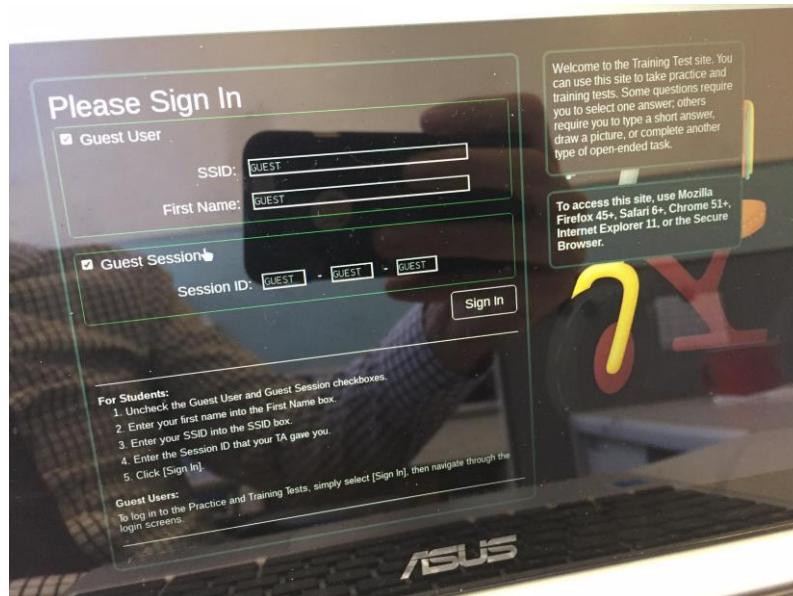 Please Sign In
Guest User
SSID: GUEST
First Name: GUEST
Guest Session
Session ID: GUEST - GUEST - GUEST
Sign In
For Students:
1. Uncheck the Guest User and Guest Session checkboxes.
2. Enter your first name into the First Name box.
3. Enter your SSID into the SSID box.
4. Enter the Session ID that your TA gave you.
5. Click [Sign In].
Guest Users:
To log in to the Practice and Training Tests, simply select [Sign In], then navigate through the
login screens.
Welcome to the Training Test site. You
can use this site to take practice and
training tests. Some questions require
you to select one answer; others
require you to type a short answer,
draw a picture, or complete another
type of open-ended task.
To access this site, use Mozilla
Firefox 45+, Safari 6+, Chrome 51+,
Internet Explorer 11, or the Secure
Browser.
ASUS